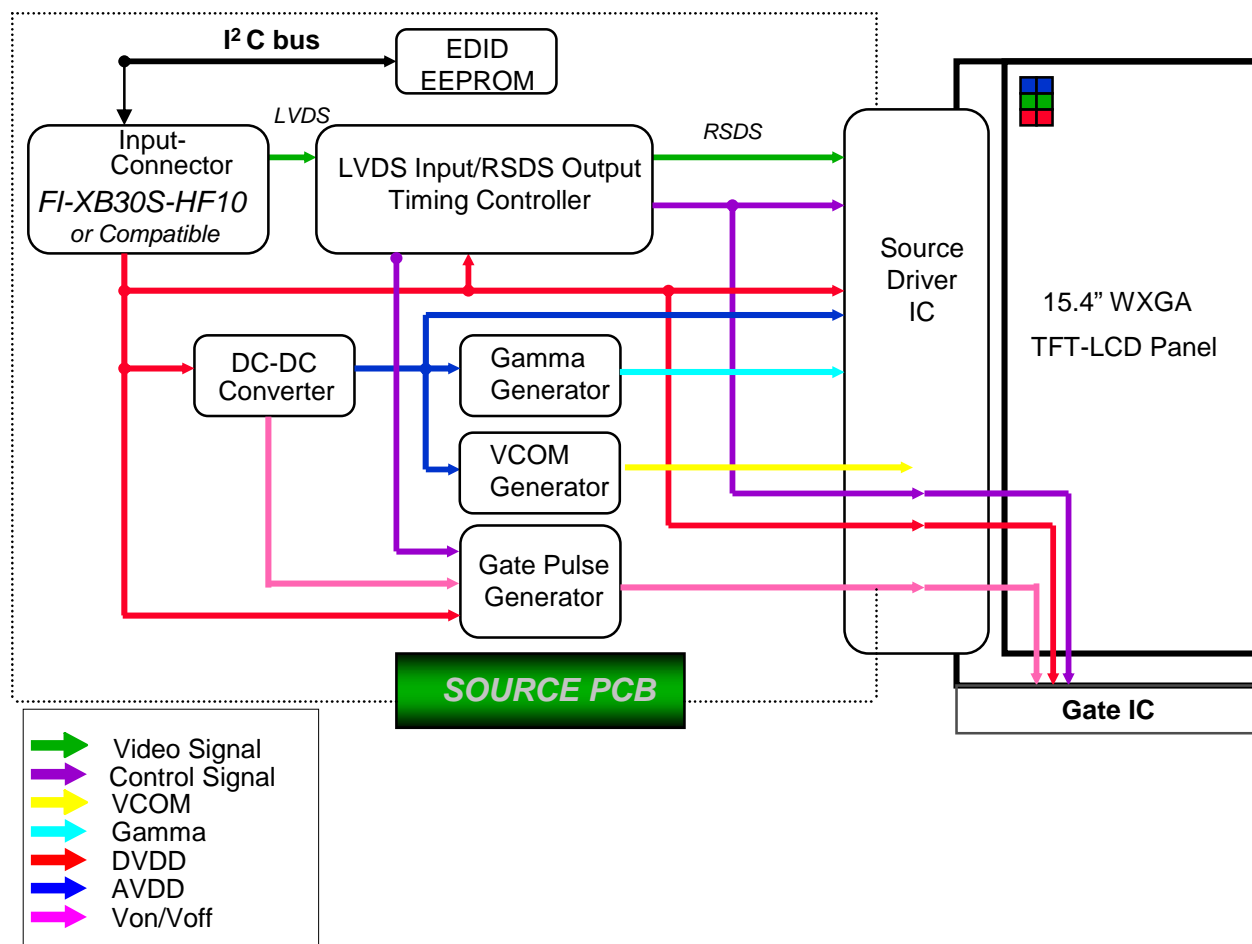 I² C bus
EDID
EEPROM
LVDS
RSDS
Input-
Connector
FI-XB30S-HF10
or Compatible
LVDS Input/RSDS Output
Timing Controller
Source
Driver
IC
15.4” WXGA
TFT-LCD Panel
DC-DC
Converter
Gamma
Generator
VCOM
Generator
Gate Pulse
Generator
SOURCE PCB
Gate IC
Video Signal
Control Signal
VCOM
Gamma
DVDD
AVDD
Von/Voff